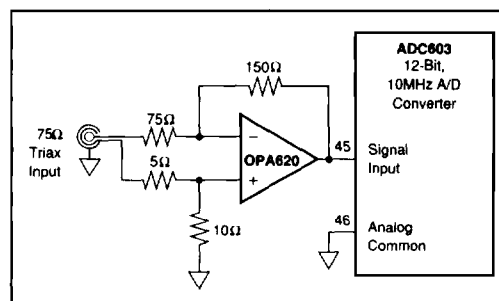 ADC603
12-Bit,
10MHz A/D
Converter
150Ω
75Ω
Triax
Input
75Ω
5Ω
10Ω
−
+
OPA620
45
Signal
Input
46
Analog
Common